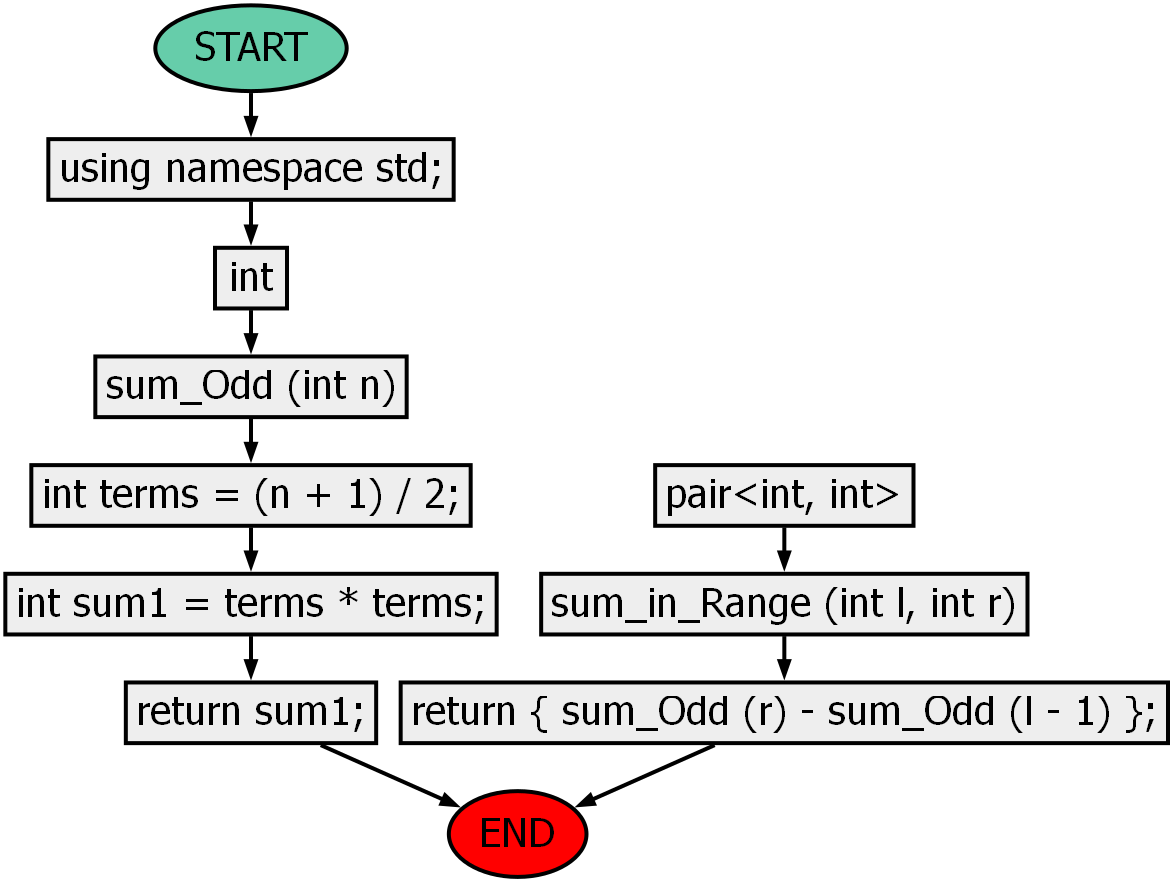 START
using namespace std;
int
sum_Odd (int n)
int terms = (n + 1) / 2;
int sum1 = terms * terms;
return sum1;
pair<int, int>
sum_in_Range (int l, int r)
return { sum_Odd (r) - sum_Odd (l - 1) };
END